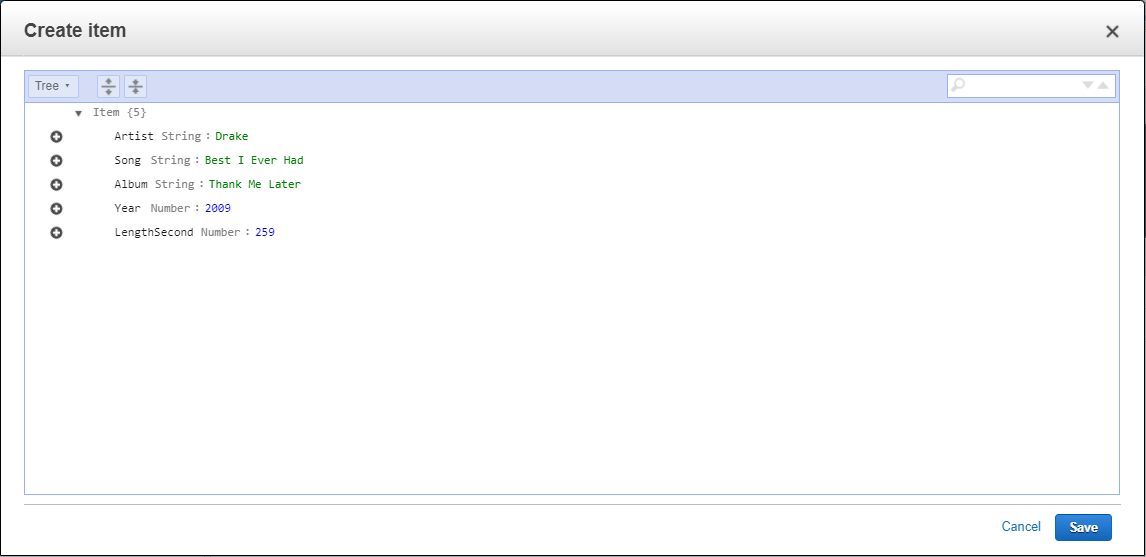 Create item
Tree
Item {5}
Artist String : Drake
Song String : Best I Ever Had
Album String : Thank Me Later
Year Number : 2009
LengthSecond Number : 259
Cancel
Save